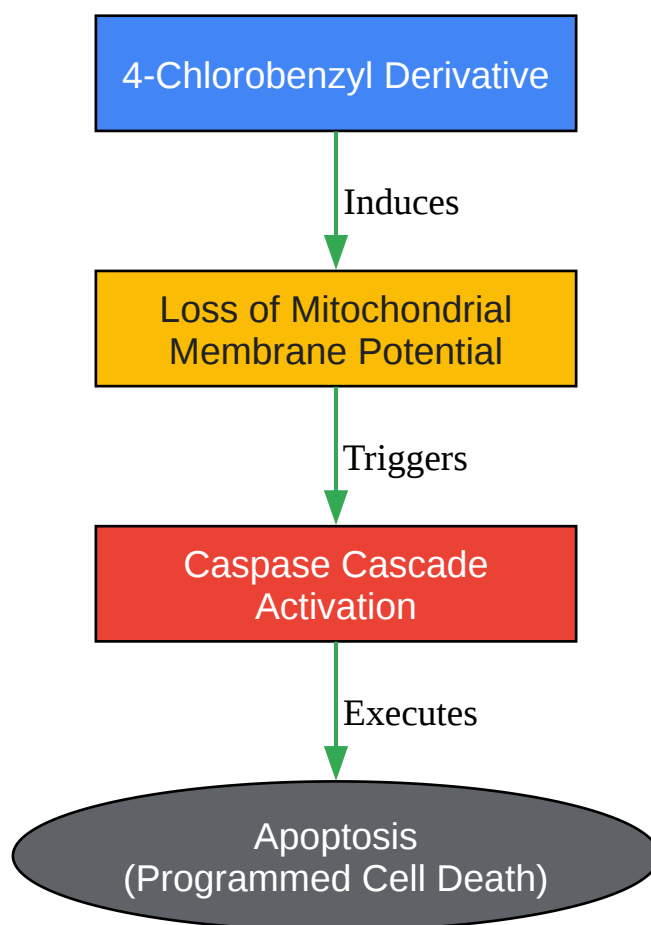 4-Chlorobenzyl Derivative
Induces
Loss of Mitochondrial
Membrane Potential
Triggers
Caspase Cascade
Activation
Executes
Apoptosis
(Programmed Cell Death)